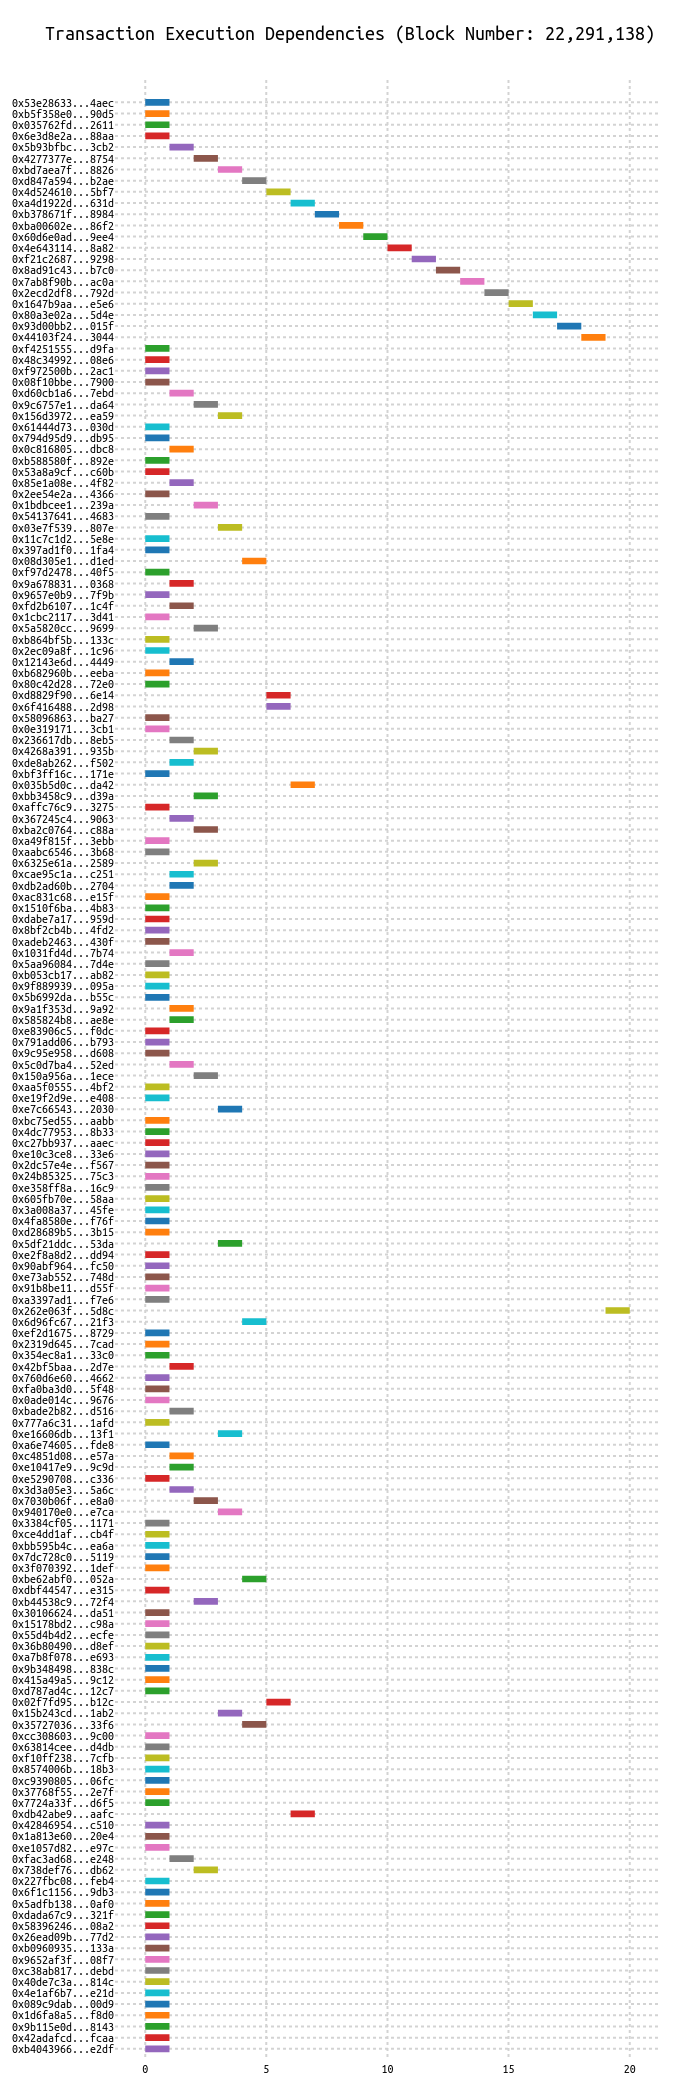 Transaction Execution Dependencies (Block Number: 22,291,138)
0x53e28633...4aec
0xb5f358e0...90d5
0x035762fd...2611
0x6e3d8e2a...88aa
0x5b93bfbc...3cb2
0x4277377e...8754
0xbd7aea7f...8826
0xd847a594...b2ae
0x4d524610...5bf7
0xa4d1922d...631d
0xb378671f...8984
0xba00602e...86f2
0x60d6e0ad...9ee4
0x4e643114...8a82
0xf21c2687...9298
0x8ad91c43...b7c0
0x7ab8f90b...ac0a
0x2ecd2df8...792d
0x1647b9aa...e5e6
0x80a3e02a...5d4e
0x93d00bb2...015f
0x44103f24...3044
0xf4251555...d9fa
0x48c34992...08e6
0xf972500b...2ac1
0x08f10bbe...7900
0xd60cb1a6...7ebd
0x9c6757e1...da64
0x156d3972...ea59
0x61444d73...030d
0x794d95d9...db95
0x0c816805...dbc8
0xb588580f...892e
0x53a8a9cf...c60b
0x85e1a08e...4f82
0x2ee54e2a...4366
0x1bdbcee1...239a
0x54137641...4683
0x03e7f539...807e
0x11c7c1d2...5e8e
0x397ad1f0...1fa4
0x08d305e1...d1ed
0xf97d2478...40f5
0x9a678831...0368
0x9657e0b9...7f9b
0xfd2b6107...1c4f
0x1cbc2117...3d41
0x5a5820cc...9699
0xb864bf5b...133c
0x2ec09a8f...1c96
0x12143e6d...4449
0xb682960b...eeba
0x80c42d28...72e0
0xd8829f90...6e14
0x6f416488...2d98
0x58096863...ba27
0x0e319171...3cb1
0x236617db...8eb5
0x4268a391...935b
0xde8ab262...f502
0xbf3ff16c...171e
0x035b5d0c...da42
0xbb3458c9...d39a
0xaffc76c9...3275
0x367245c4...9063
0xba2c0764...c88a
0xa49f815f...3ebb
0xaabc6546...3b68
0x6325e61a...2589
0xcae95c1a...c251
0xdb2ad60b...2704
0xac831c68...e15f
0x1510f6ba...4b83
0xdabe7a17...959d
0x8bf2cb4b...4fd2
0xadeb2463...430f
0x1031fd4d...7b74
0x5aa96084...7d4e
0xb053cb17...ab82
0x9f889939...095a
0x5b6992da...b55c
0x9a1f353d...9a92
0x585824b8...ae8e
0xe83906c5...f0dc
0x791add06...b793
0x9c95e958...d608
0x5c0d7ba4...52ed
0x150a956a...1ece
0xaa5f0555...4bf2
0xe19f2d9e...e408
0xe7c66543...2030
0xbc75ed55...aabb
0x4dc77953...8b33
0xc27bb937...aaec
0xe10c3ce8...33e6
0x2dc57e4e...f567
0x24b85325...75c3
0xe358ff8a...16c9
0x605fb70e...58aa
0x3a008a37...45fe
0x4fa8580e...f76f
0xd28689b5...3b15
0x5df21ddc...53da
0xe2f8a8d2...dd94
0x90abf964...fc50
0xe73ab552...748d
0x91b8be11...d55f
0xa3397ad1...f7e6
0x262e063f...5d8c
0x6d96fc67...21f3
0xef2d1675...8729
0x2319d645...7cad
0x354ec8a1...33c0
0x42bf5baa...2d7e
0x760d6e60...4662
0xfa0ba3d0...5f48
0x0ade014c...9676
0xbade2b82...d516
0x777a6c31...1afd
0xe16606db...13f1
0xa6e74605...fde8
0xc4851d08...e57a
0xe10417e9...9c9d
0xe5290708...c336
0x3d3a05e3...5a6c
0x7030b06f...e8a0
0x940170e0...e7ca
0x3384cf05...1171
0xce4dd1af...cb4f
0xbb595b4c...ea6a
0x7dc728c0...5119
0x3f070392...1def
0xbe62abf0...052a
0xdbf44547...e315
0xb44538c9...72f4
0x30106624...da51
0x15178bd2...c98a
0x55d4b4d2...ecfe
0x36b80490...d8ef
0xa7b8f078...e693
0x9b348498...838c
0x415a49a5...9c12
0xd787ad4c...12c7
0x02f7fd95...b12c
0x15b243cd...1ab2
0x35727036...33f6
0xcc308603...9c00
0x63814cee...d4db
0xf10ff238...7cfb
0x8574006b...18b3
0xc9390805...06fc
0x37768f55...2e7f
0x7724a33f...d6f5
0xdb42abe9...aafc
0x42846954...c510
0x1a813e60...20e4
0xe1057d82...e97c
0xfac3ad68...e248
0x738def76...db62
0x227fbc08...feb4
0x6f1c1156...9db3
0x5adfb138...0af0
0xdada67c9...321f
0x58396246...08a2
0x26ead09b...77d2
0xb0960935...133a
0x9652af3f...08f7
0xc38ab817...debd
0x40de7c3a...814c
0x4e1af6b7...e21d
0x089c9dab...00d9
0x1d6fa8a5...f8d0
0x9b115e0d...8143
0x42adafcd...fcaa
0xb4043966...e2df
0 5 10 15 20